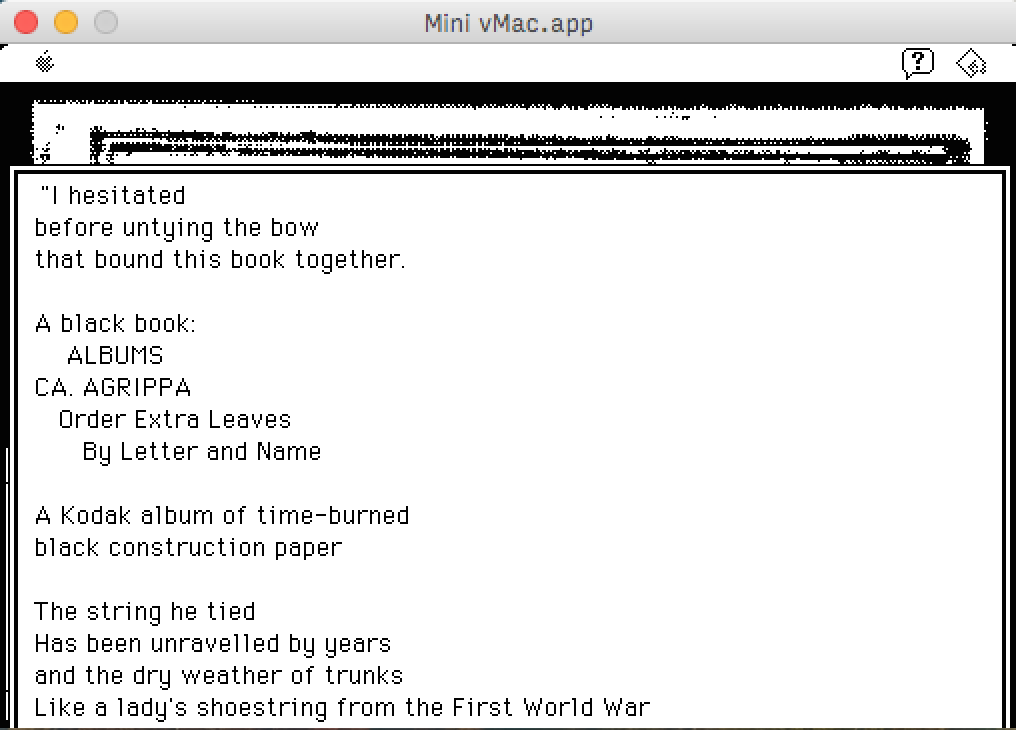 Mini vMac.app
?
"I hesitated
before untying the bow
that bound this book together.
A black book:
ALBUMS
CA. AGRIPPA
Order Extra Leaves
By Letter and Name
A Kodak album of time-burned
black construction paper
The string he tied
Has been unravelled by years
and the dry weather of trunks
Like a lady's shoestring from the First World War